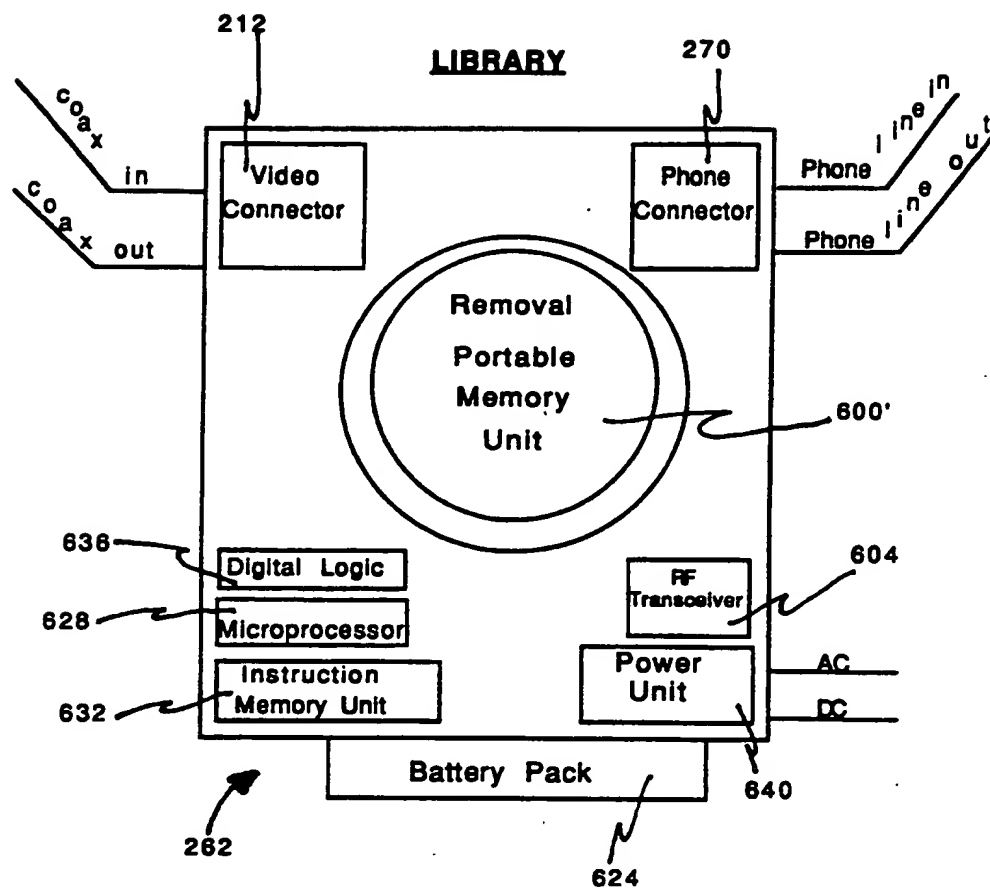 212
LIBRARY
270
coax in
Video Connector
Phone Connector
Phone line in
coax out
Phone line out
Removal
Portable
Memory
Unit
600'
636
Digital Logic
RF
Transceiver
604
628
Microprocessor
Instruction
Memory Unit
632
Power
Unit
AC
DC
Battery Pack
640
262
624